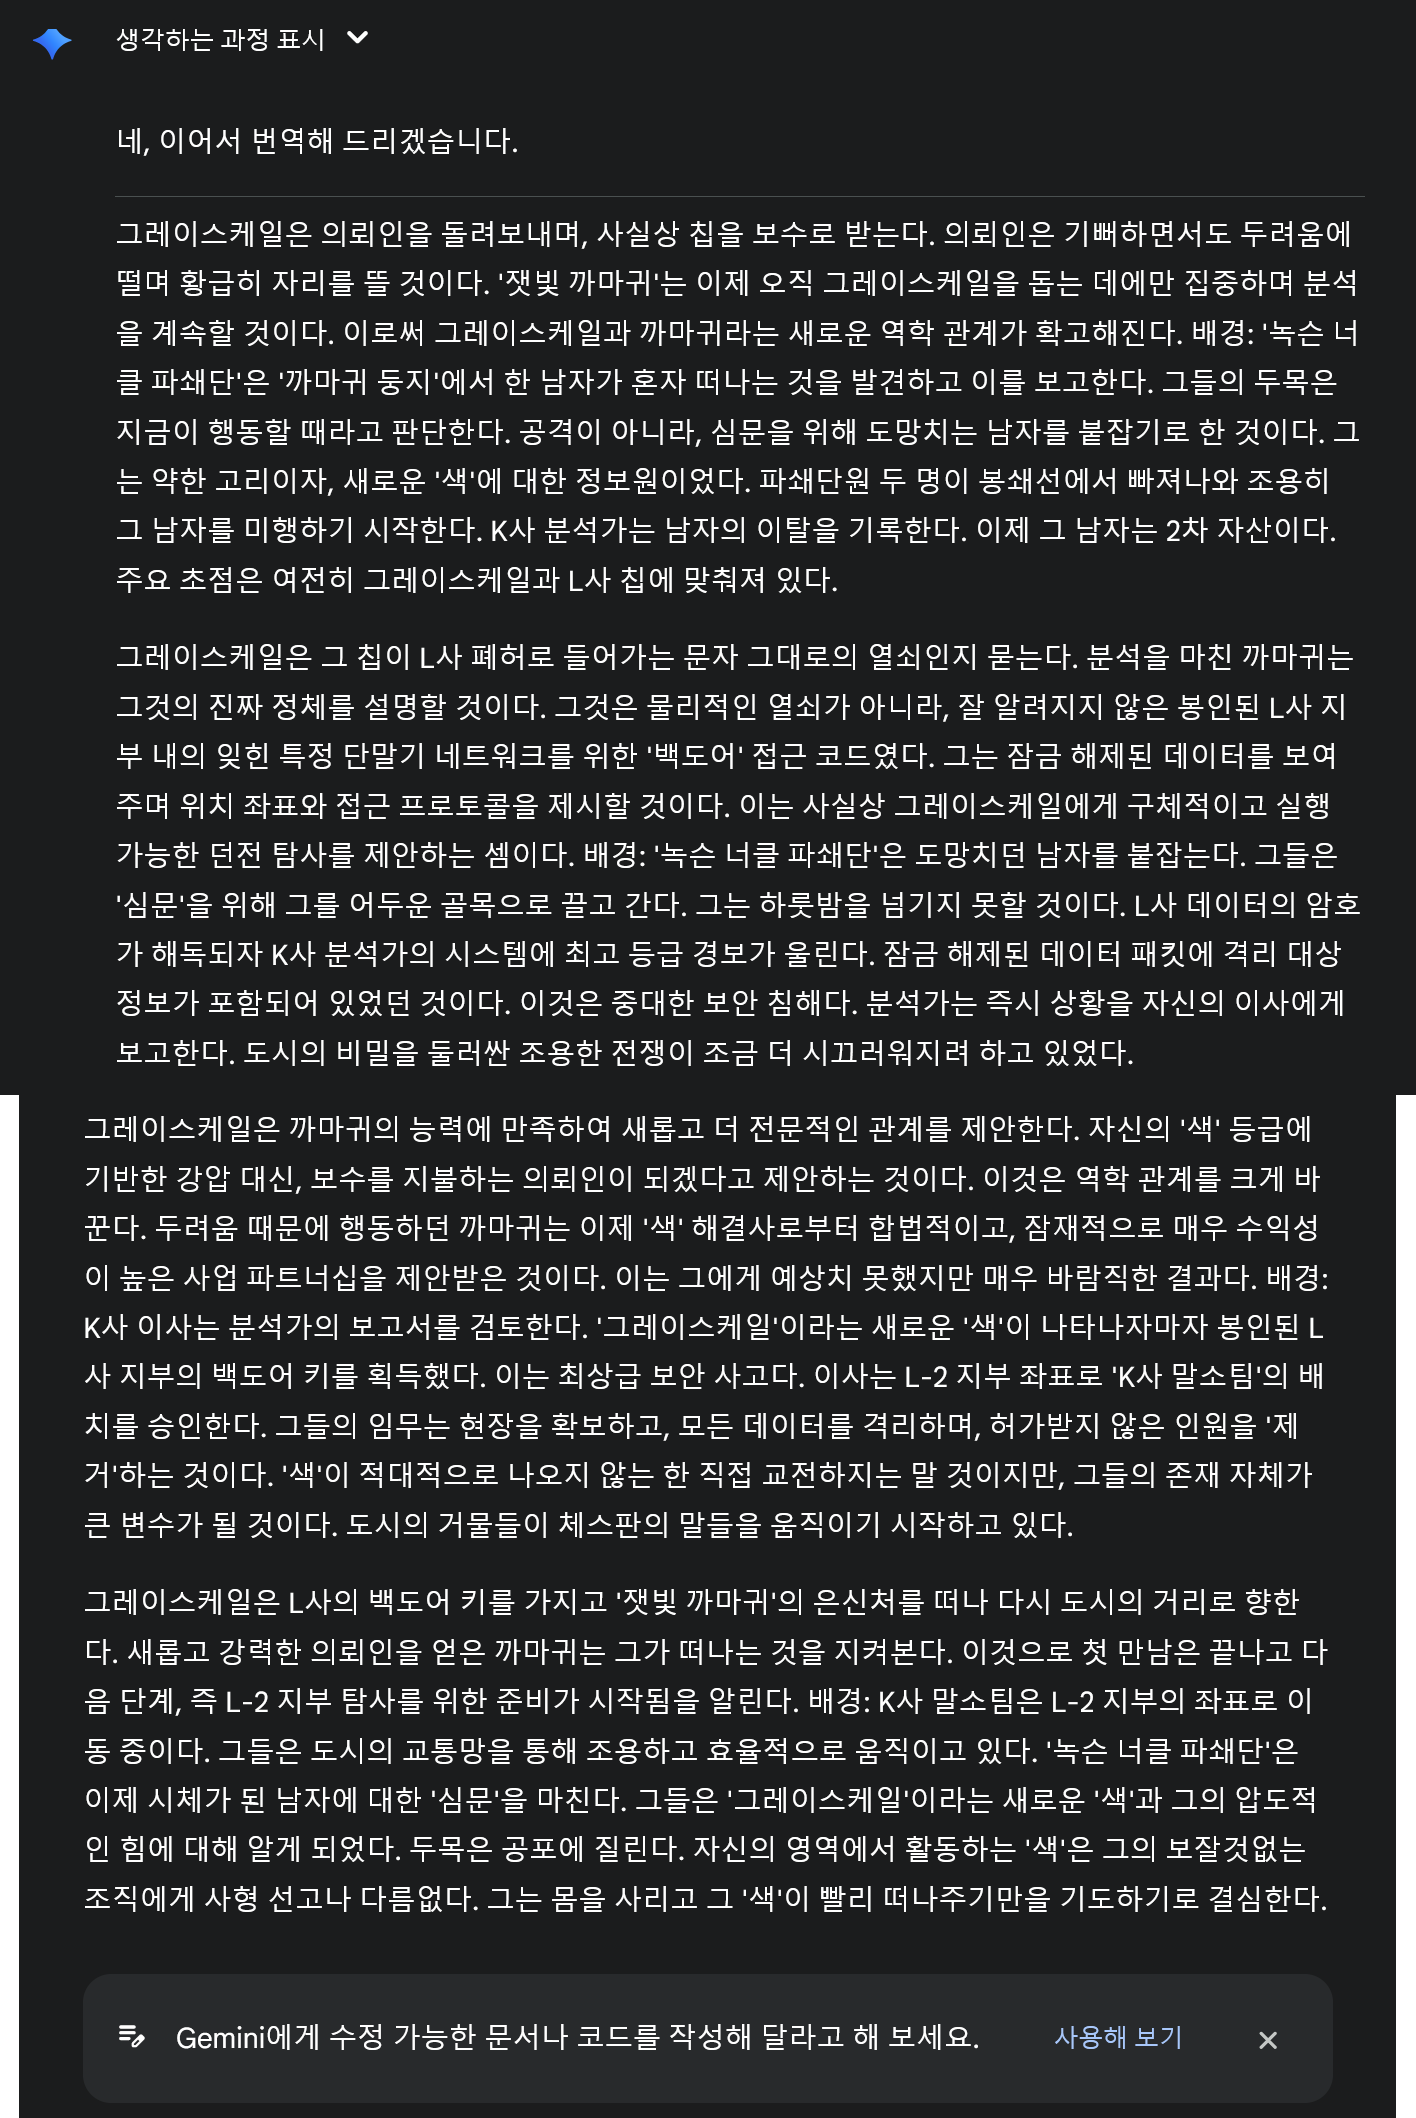 생각하는 과정 표시
네, 이어서 번역해 드리겠습니다.
그레이스케일은 의뢰인을 돌려보내며, 사실상 칩을 보수로 받는다. 의뢰인은 기뻐하면서도 두려움에
떨며 황급히 자리를 뜰 것이다. '잿빛 까마귀'는 이제 오직 그레이스케일을 돕는 데에만 집중하며 분석
을 계속할 것이다. 이로써 그레이스케일과 까마귀라는 새로운 역학 관계가 확고해진다. 배경: '녹슨 너
클 파쇄단'은 '까마귀 둥지'에서 한 남자가 혼자 떠나는 것을 발견하고 이를 보고한다. 그들의 두목은
지금이 행동할 때라고 판단한다. 공격이 아니라, 심문을 위해 도망치는 남자를 붙잡기로 한 것이다. 그
는 약한 고리이자, 새로운 '색'에 대한 정보원이었다. 파쇄단원 두 명이 봉쇄선에서 빠져나와 조용히
그 남자를 미행하기 시작한다. K사 분석가는 남자의 이탈을 기록한다. 이제 그 남자는 2차 자산이다.
주요 초점은 여전히 그레이스케일과 L사 칩에 맞춰져 있다.
그레이스케일은 그 칩이 L사 폐허로 들어가는 문자 그대로의 열쇠인지 묻는다. 분석을 마친 까마귀는
그것의 진짜 정체를 설명할 것이다. 그것은 물리적인 열쇠가 아니라, 잘 알려지지 않은 봉인된 L사 지
부 내의 잊힌 특정 단말기 네트워크를 위한 '백도어' 접근 코드였다. 그는 잠금 해제된 데이터를 보여
주며 위치 좌표와 접근 프로토콜을 제시할 것이다. 이는 사실상 그레이스케일에게 구체적이고 실행
가능한 던전 탐사를 제안하는 셈이다. 배경: '녹슨 너클 파쇄단'은 도망치던 남자를 붙잡는다. 그들은
'심문'을 위해 그를 어두운 골목으로 끌고 간다. 그는 하룻밤을 넘기지 못할 것이다. L사 데이터의 암호
가 해독되자 K사 분석가의 시스템에 최고 등급 경보가 울린다. 잠금 해제된 데이터 패킷에 격리 대상
정보가 포함되어 있었던 것이다. 이것은 중대한 보안 침해다. 분석가는 즉시 상황을 자신의 이사에게
보고한다. 도시의 비밀을 둘러싼 조용한 전쟁이 조금 더 시끄러워지려 하고 있었다.
그레이스케일은 까마귀의 능력에 만족하여 새롭고 더 전문적인 관계를 제안한다. 자신의 '색' 등급에
기반한 강압 대신, 보수를 지불하는 의뢰인이 되겠다고 제안하는 것이다. 이것은 역학 관계를 크게 바
꾼다. 두려움 때문에 행동하던 까마귀는 이제 '색' 해결사로부터 합법적이고, 잠재적으로 매우 수익성
이 높은 사업 파트너십을 제안받은 것이다. 이는 그에게 예상치 못했지만 매우 바람직한 결과다. 배경:
K사 이사는 분석가의 보고서를 검토한다. '그레이스케일'이라는 새로운 '색'이 나타나자마자 봉인된 L
사 지부의 백도어 키를 획득했다. 이는 최상급 보안 사고다. 이사는 L-2 지부 좌표로 'K사 말소팀'의 배
치를 승인한다. 그들의 임무는 현장을 확보하고, 모든 데이터를 격리하며, 허가받지 않은 인원을 '제
거'하는 것이다. '색'이 적대적으로 나오지 않는 한 직접 교전하지는 말 것이지만, 그들의 존재 자체가
큰 변수가 될 것이다. 도시의 거물들이 체스판의 말들을 움직이기 시작하고 있다.
그레이스케일은 L사의 백도어 키를 가지고 '잿빛 까마귀'의 은신처를 떠나 다시 도시의 거리로 향한
다. 새롭고 강력한 의뢰인을 얻은 까마귀는 그가 떠나는 것을 지켜본다. 이것으로 첫 만남은 끝나고 다
음 단계, 즉 L-2 지부 탐사를 위한 준비가 시작됨을 알린다. 배경: K사 말소팀은 L-2 지부의 좌표로 이
동 중이다. 그들은 도시의 교통망을 통해 조용하고 효율적으로 움직이고 있다. '녹슨 너클 파쇄단'은
이제 시체가 된 남자에 대한 '심문'을 마친다. 그들은 '그레이스케일'이라는 새로운 '색'과 그의 압도적
인 힘에 대해 알게 되었다. 두목은 공포에 질린다. 자신의 영역에서 활동하는 '색'은 그의 보잘것없는
조직에게 사형 선고나 다름없다. 그는 몸을 사리고 그 '색'이 빨리 떠나주기만을 기도하기로 결심한다.
Gemini에게 수정 가능한 문서나 코드를 작성해 달라고 해 보세요. 사용해 보기